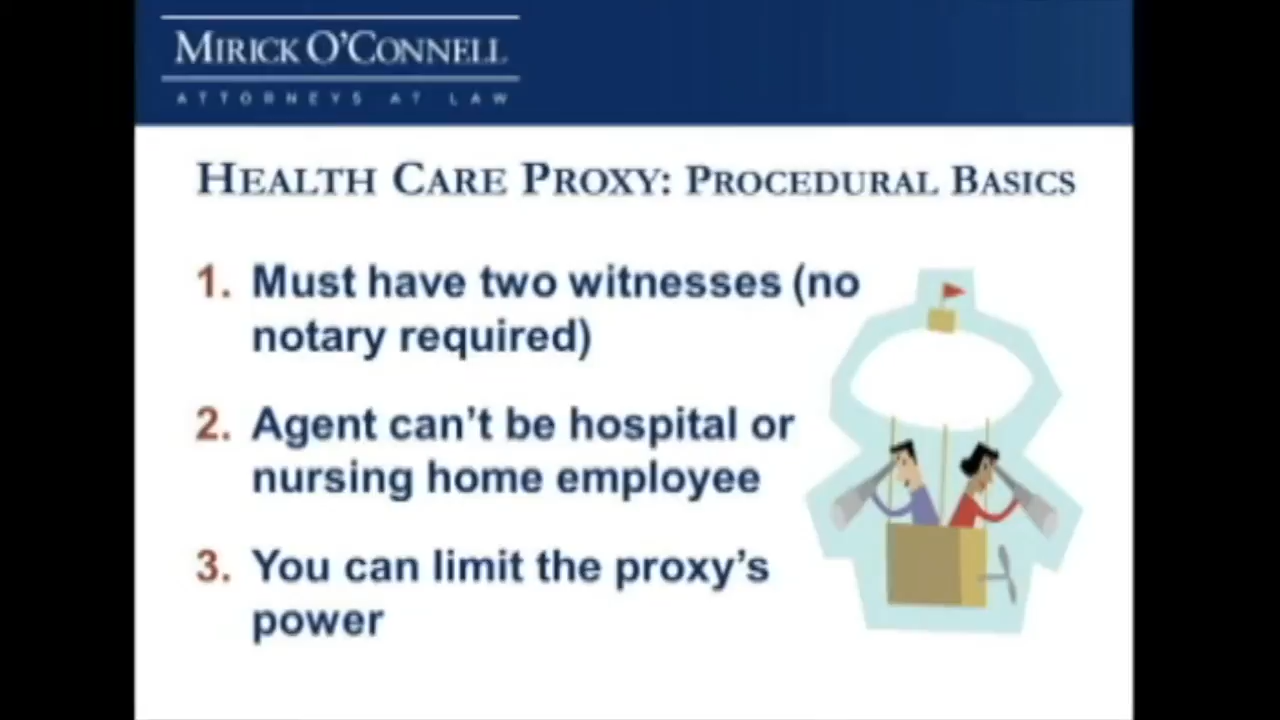 MIRICK O'CONNELL
ATTORNEYS AT LAW
HEALTH CARE PROXY: PROCEDURAL BASICS
1. Must have two witnesses (no
notary required)
2. Agent can't be hospital or
nursing home employee
3. You can limit the proxy's
power